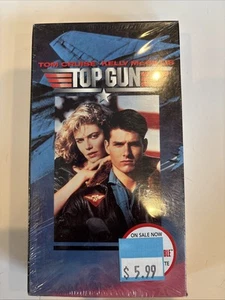 TOM CRUISE KELLY McGILLIS
TOP GUN
ON SALE NOW
$5.99